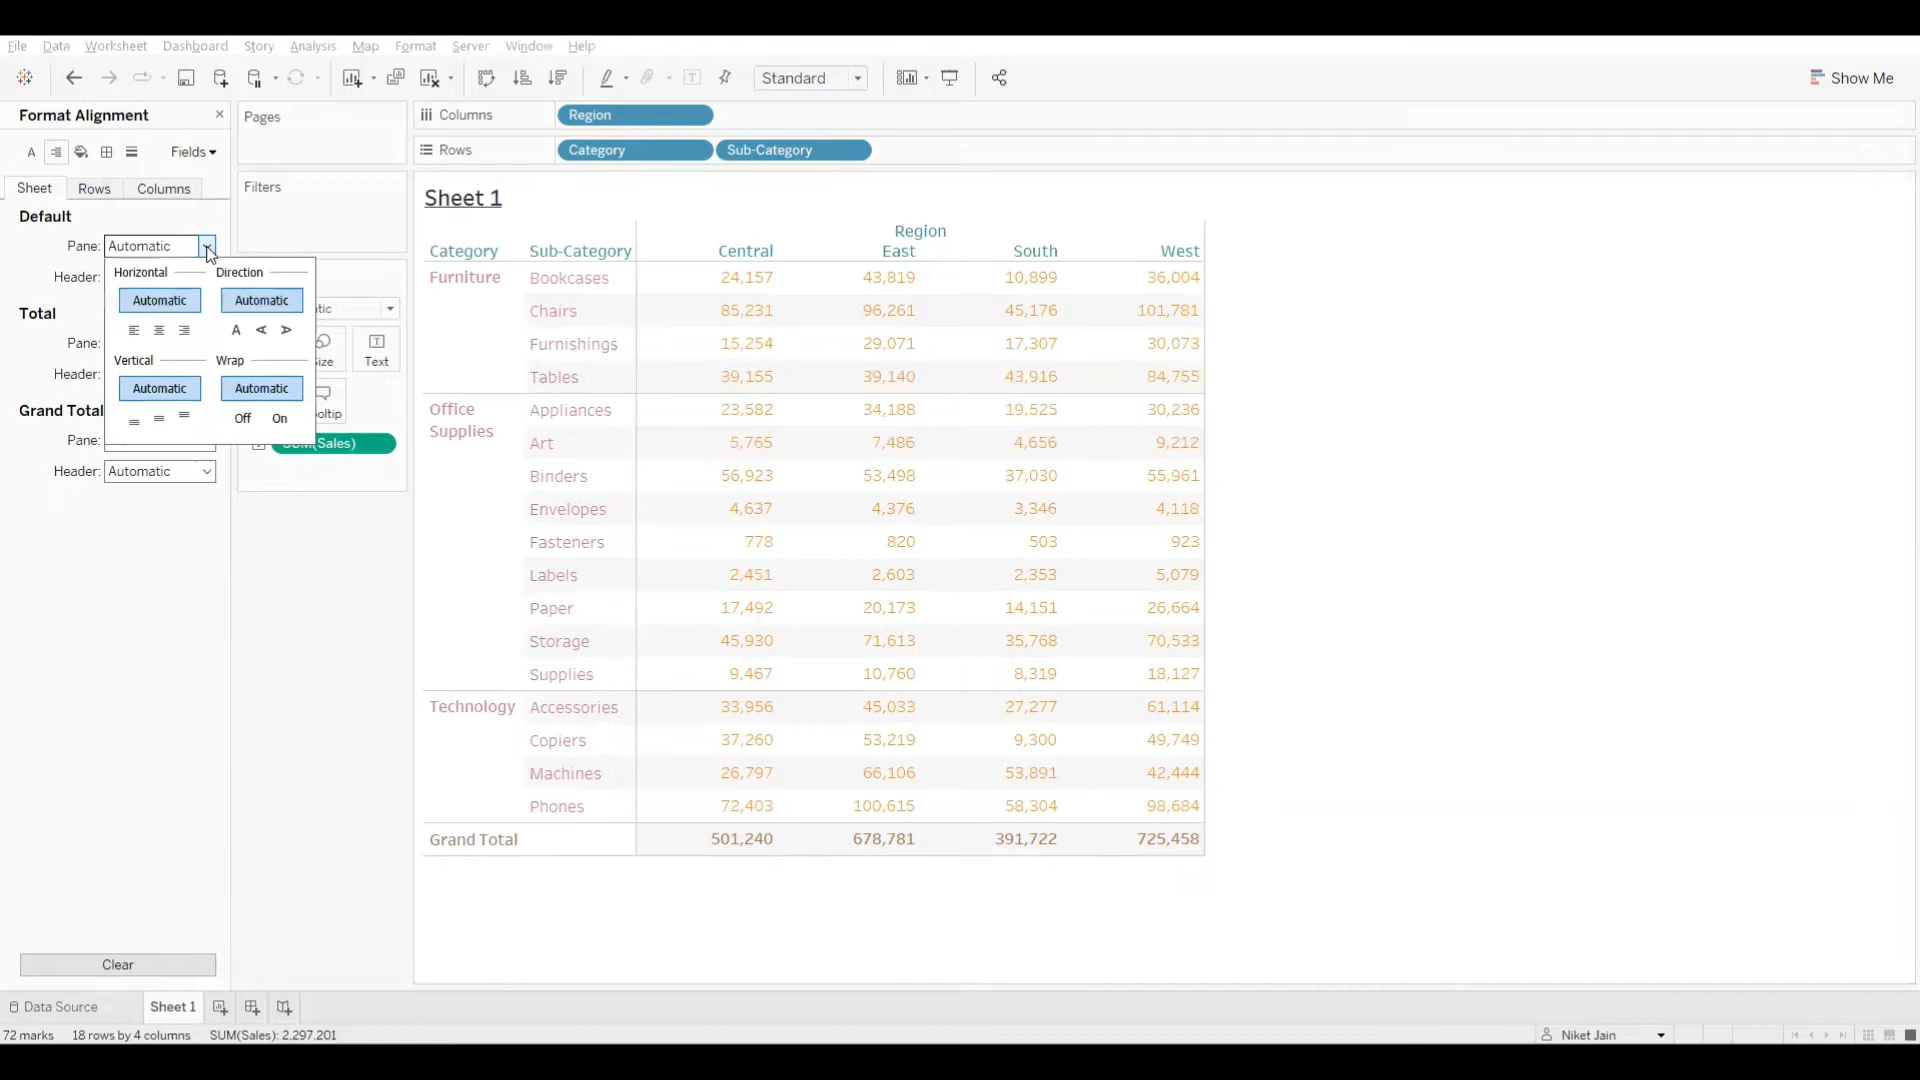 File Data Worksheet Dashboard Story Analysis Map Format Server Window Help
Standard
Show Me
Format Alignment
Fields
Sheet Rows Columns
Default
Pane: Automatic
Header:
Horizontal Direction
Automatic Automatic
A A A
Vertical Wrap
Automatic Automatic
Off On
Total
Pane:
Header:
Grand Total
Pane:
Header: Automatic
Clear
Pages
Filters
Text
SUM(Sales)
Columns Region
Rows Category Sub-Category
Sheet 1
Region
Category Sub-Category Central East South West
Furniture Bookcases 24,157 43,819 10,899 36,004
Chairs 85,231 96,261 45,176 101,781
Furnishings 15,254 29,071 17,307 30,073
Tables 39,155 39,140 43,916 84,755
Office Supplies Appliances 23,582 34,188 19,525 30,236
Art 5,765 7,486 4,656 9,212
Binders 56,923 53,498 37,030 55,961
Envelopes 4,637 4,376 3,346 4,118
Fasteners 778 820 503 923
Labels 2,451 2,603 2,353 5,079
Paper 17,492 20,173 14,151 26,664
Storage 45,930 71,613 35,768 70,533
Supplies 9,467 10,760 8,319 18,127
Technology Accessories 33,956 45,033 27,277 61,114
Copiers 37,260 53,219 9,300 49,749
Machines 26,797 66,106 53,891 42,444
Phones 72,403 100,615 58,304 98,684
Grand Total 501,240 678,781 391,722 725,458
Data Source Sheet 1
72 marks 18 rows by 4 columns SUM(Sales): 2,297,201
Niket Jain